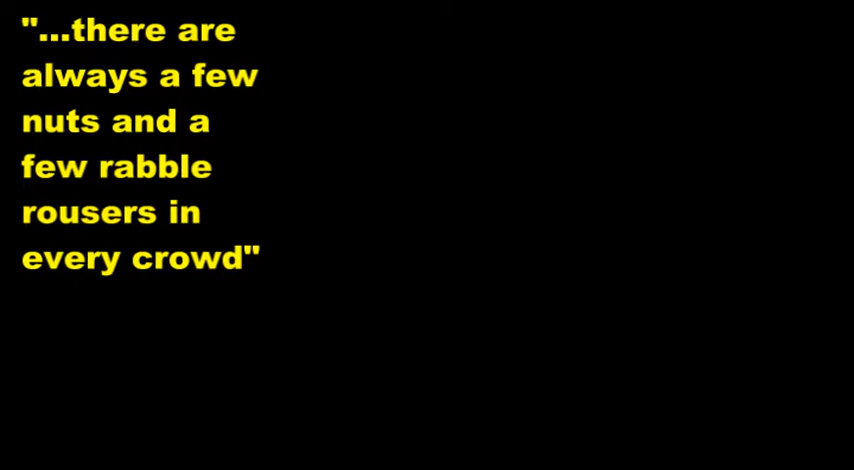 "...there are
always a few
nuts and a
few rabble
rousers in
every crowd"